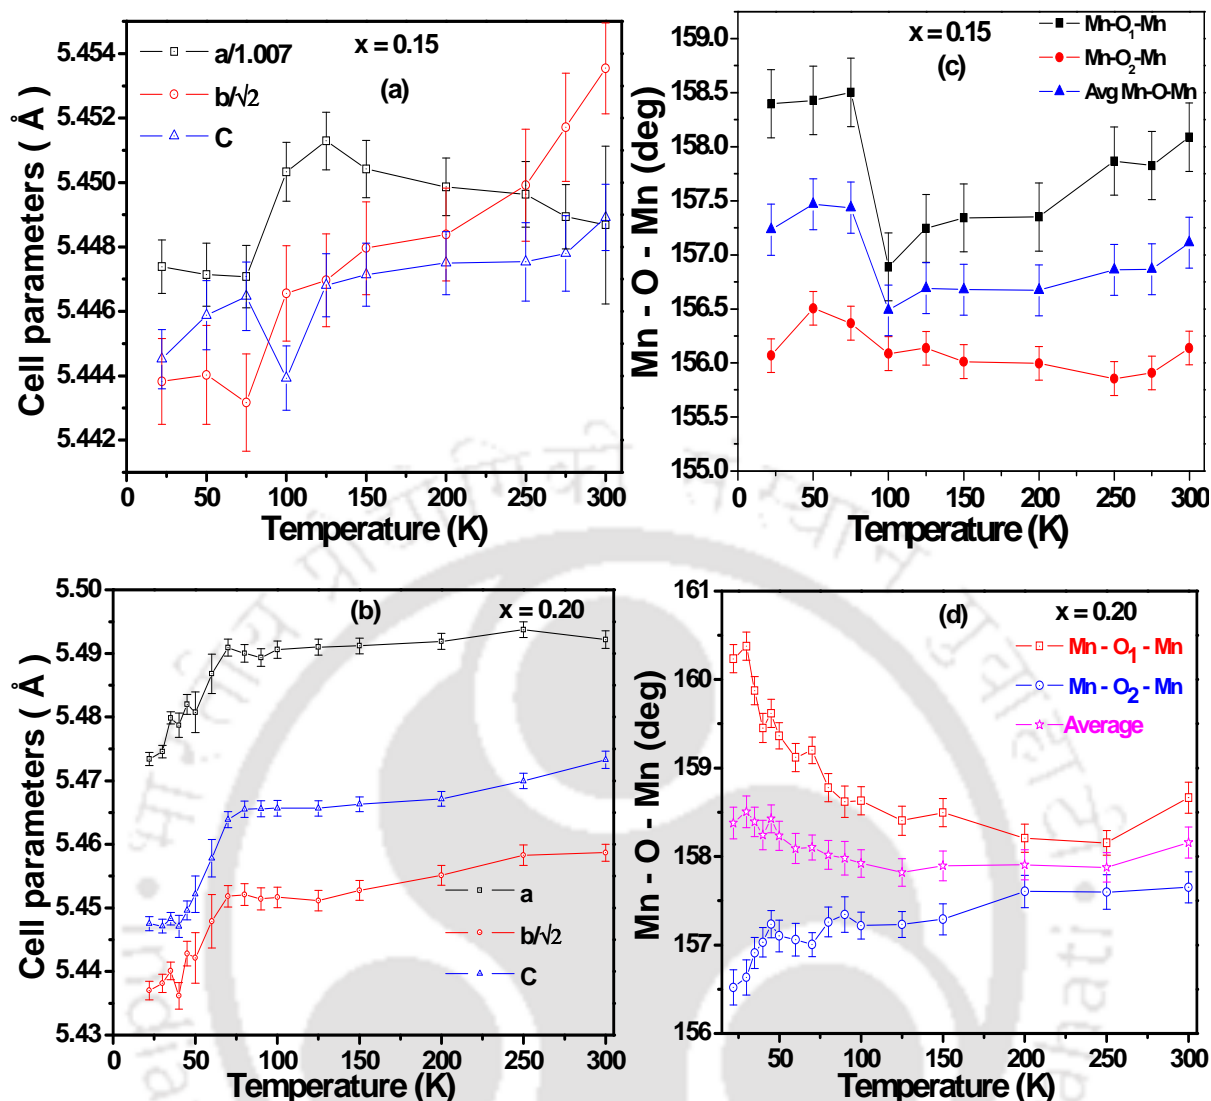 x = 0.15
(a)
a/1.007
b/√2
C
Cell parameters ( Å )
5.454
5.452
5.450
5.448
5.446
5.444
5.442
0 50 100 150 200 250 300
Temperature (K)
x = 0.15
(c)
Mn-O1-Mn
Mn-O2-Mn
Avg Mn-O-Mn
Mn - O - Mn (deg)
159.0
158.5
158.0
157.5
157.0
156.5
156.0
155.5
155.0
0 50 100 150 200 250 300
Temperature (K)
(b)
x = 0.20
a
b/√2
C
Cell parameters ( Å )
5.50
5.49
5.48
5.47
5.46
5.45
5.44
5.43
0 50 100 150 200 250 300
Temperature (K)
(d)
x = 0.20
Mn - O1 - Mn
Mn - O2 - Mn
Average
Mn - O - Mn (deg)
161
160
159
158
157
156
0 50 100 150 200 250 300
Temperature (K)